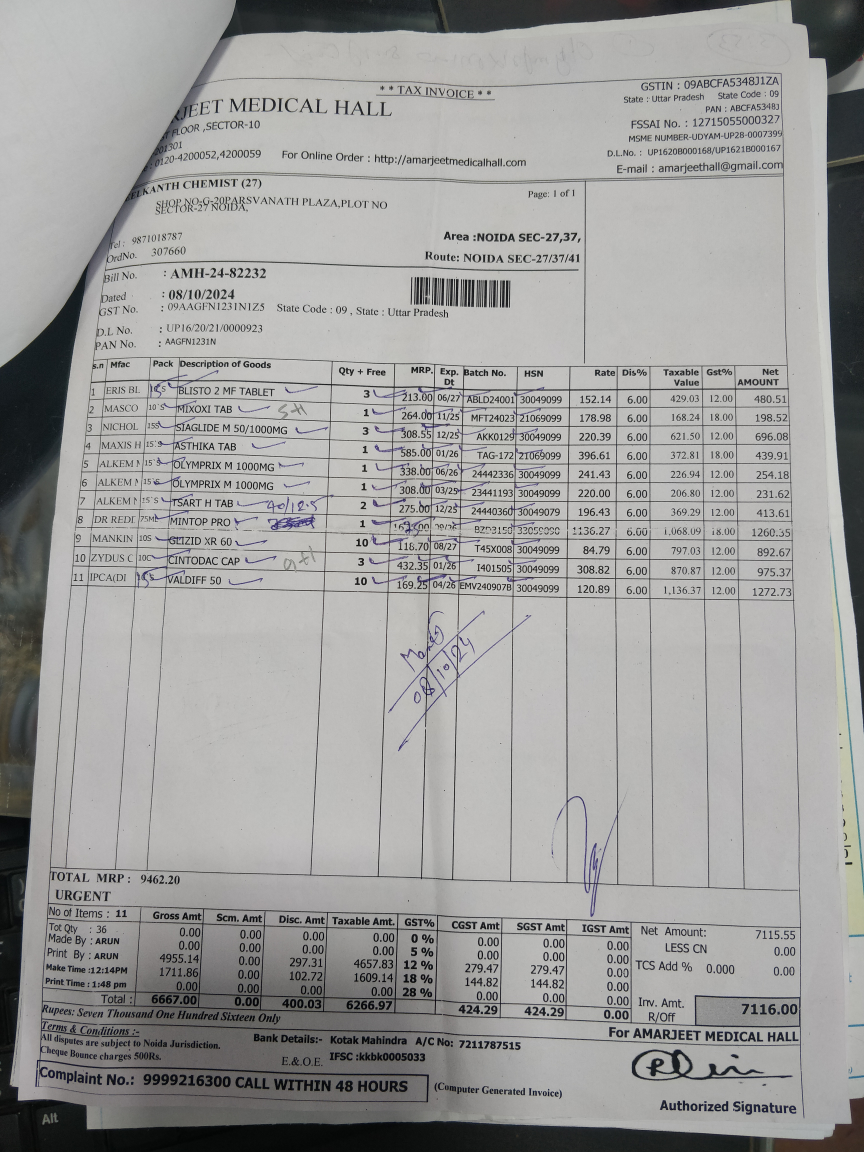 ** TAX INVOICE **
GSTIN : 09ABCFA5348J1ZA
State : Uttar Pradesh State Code : 09
PAN : ABCFA5348J
FSSAI No. : 12715055000327
MSME NUMBER-UDYAM-UP28-0007399
D.L.No. : UP1620B000168/UP1621B000167
E-mail : amarjeethall@gmail.com
RJEET MEDICAL HALL
FLOOR ,SECTOR-10
201301
0120-4200052,4200059 For Online Order : http://amarjeetmedicalhall.com
ELKANTH CHEMIST (27) Page: 1 of 1
SHOP NO-G-20PARSVANATH PLAZA,PLOT NO
SECTOR-27 NOIDA,
Tel : 9871018787 Area :NOIDA SEC-27,37,
OrdNo. 307660 Route: NOIDA SEC-27/37/41
Bill No. : AMH-24-82232
Dated : 08/10/2024
GST No. : 09AAGFN1231N1Z5 State Code : 09 , State : Uttar Pradesh
D.L No. : UP16/20/21/0000923
PAN No. : AAGFN1231N
s.n Mfac Pack Description of Goods Qty + Free MRP. Exp. Dt Batch No. HSN Rate Dis% Taxable Value Gst% Net AMOUNT
1 ERIS BL 15S BLISTO 2 MF TABLET 3 213.00 06/27 ABLD24001 30049099 152.14 6.00 429.03 12.00 480.51
2 MASCO 10`S MIXOXI TAB 1 264.00 11/25 MFT24023 21069099 178.98 6.00 168.24 18.00 198.52
3 NICHOL 15S SIAGLIDE M 50/1000MG 3 308.55 12/25 AKK0129 30049099 220.39 6.00 621.50 12.00 696.08
4 MAXIS H 15`S ASTHIKA TAB 1 585.00 01/26 TAG-172 21069099 396.61 6.00 372.81 18.00 439.91
5 ALKEM 15`S OLYMPRIX M 1000MG 1 338.00 06/26 24442336 30049099 241.43 6.00 226.94 12.00 254.18
6 ALKEM 15`S OLYMPRIX M 1000MG 1 308.00 03/25 23441193 30049099 220.00 6.00 206.80 12.00 231.62
7 ALKEM 15`S TSART H TAB 40/12.5 2 275.00 12/25 24440360 30049079 196.43 6.00 369.29 12.00 413.61
8 DR REDD 75ML MINTOP PRO 1 1136.27 6.00 1,068.09 18.00 1260.35
9 MANKIN 10S GLIZID XR 60 10 118.70 08/27 T45X008 30049099 84.79 6.00 797.03 12.00 892.67
10 ZYDUS C 10C CINTODAC CAP 3 432.35 01/26 I401505 30049099 308.82 6.00 870.87 12.00 975.37
11 IPCA(DI 15S VALDIFF 50 10 169.25 04/26 EMV240907B 30049099 120.89 6.00 1,136.37 12.00 1272.73
08/10/24
TOTAL MRP : 9462.20
URGENT
No of Items : 11 Gross Amt Scm. Amt Disc. Amt Taxable Amt. GST% CGST Amt SGST Amt IGST Amt Net Amount: 7115.55
Tot Qty : 36 0.00 0.00 0.00 0.00 0 % 0.00 0.00 0.00 LESS CN 0.00
Made By : ARUN 0.00 0.00 0.00 0.00 5 % 0.00 0.00 0.00 TCS Add % 0.000 0.00
Print By : ARUN 4955.14 0.00 297.31 4657.83 12 % 279.47 279.47 0.00
Make Time :12:14PM 1711.86 0.00 102.72 1609.14 18 % 144.82 144.82 0.00
Print Time : 1:48 pm 0.00 0.00 0.00 0.00 28 % 0.00 0.00 0.00 Inv. Amt.
Total : 6667.00 0.00 400.03 6266.97 424.29 424.29 0.00 R/Off 7116.00
Rupees: Seven Thousand One Hundred Sixteen Only
For AMARJEET MEDICAL HALL
Terms & Conditions :-
All disputes are subject to Noida Jurisdiction.
Cheque Bounce charges 500Rs.
Bank Details:- Kotak Mahindra A/C No: 7211787515
E.& O.E. IFSC :kkbk0005033
Complaint No.: 9999216300 CALL WITHIN 48 HOURS
(Computer Generated Invoice)
Authorized Signature
Alt